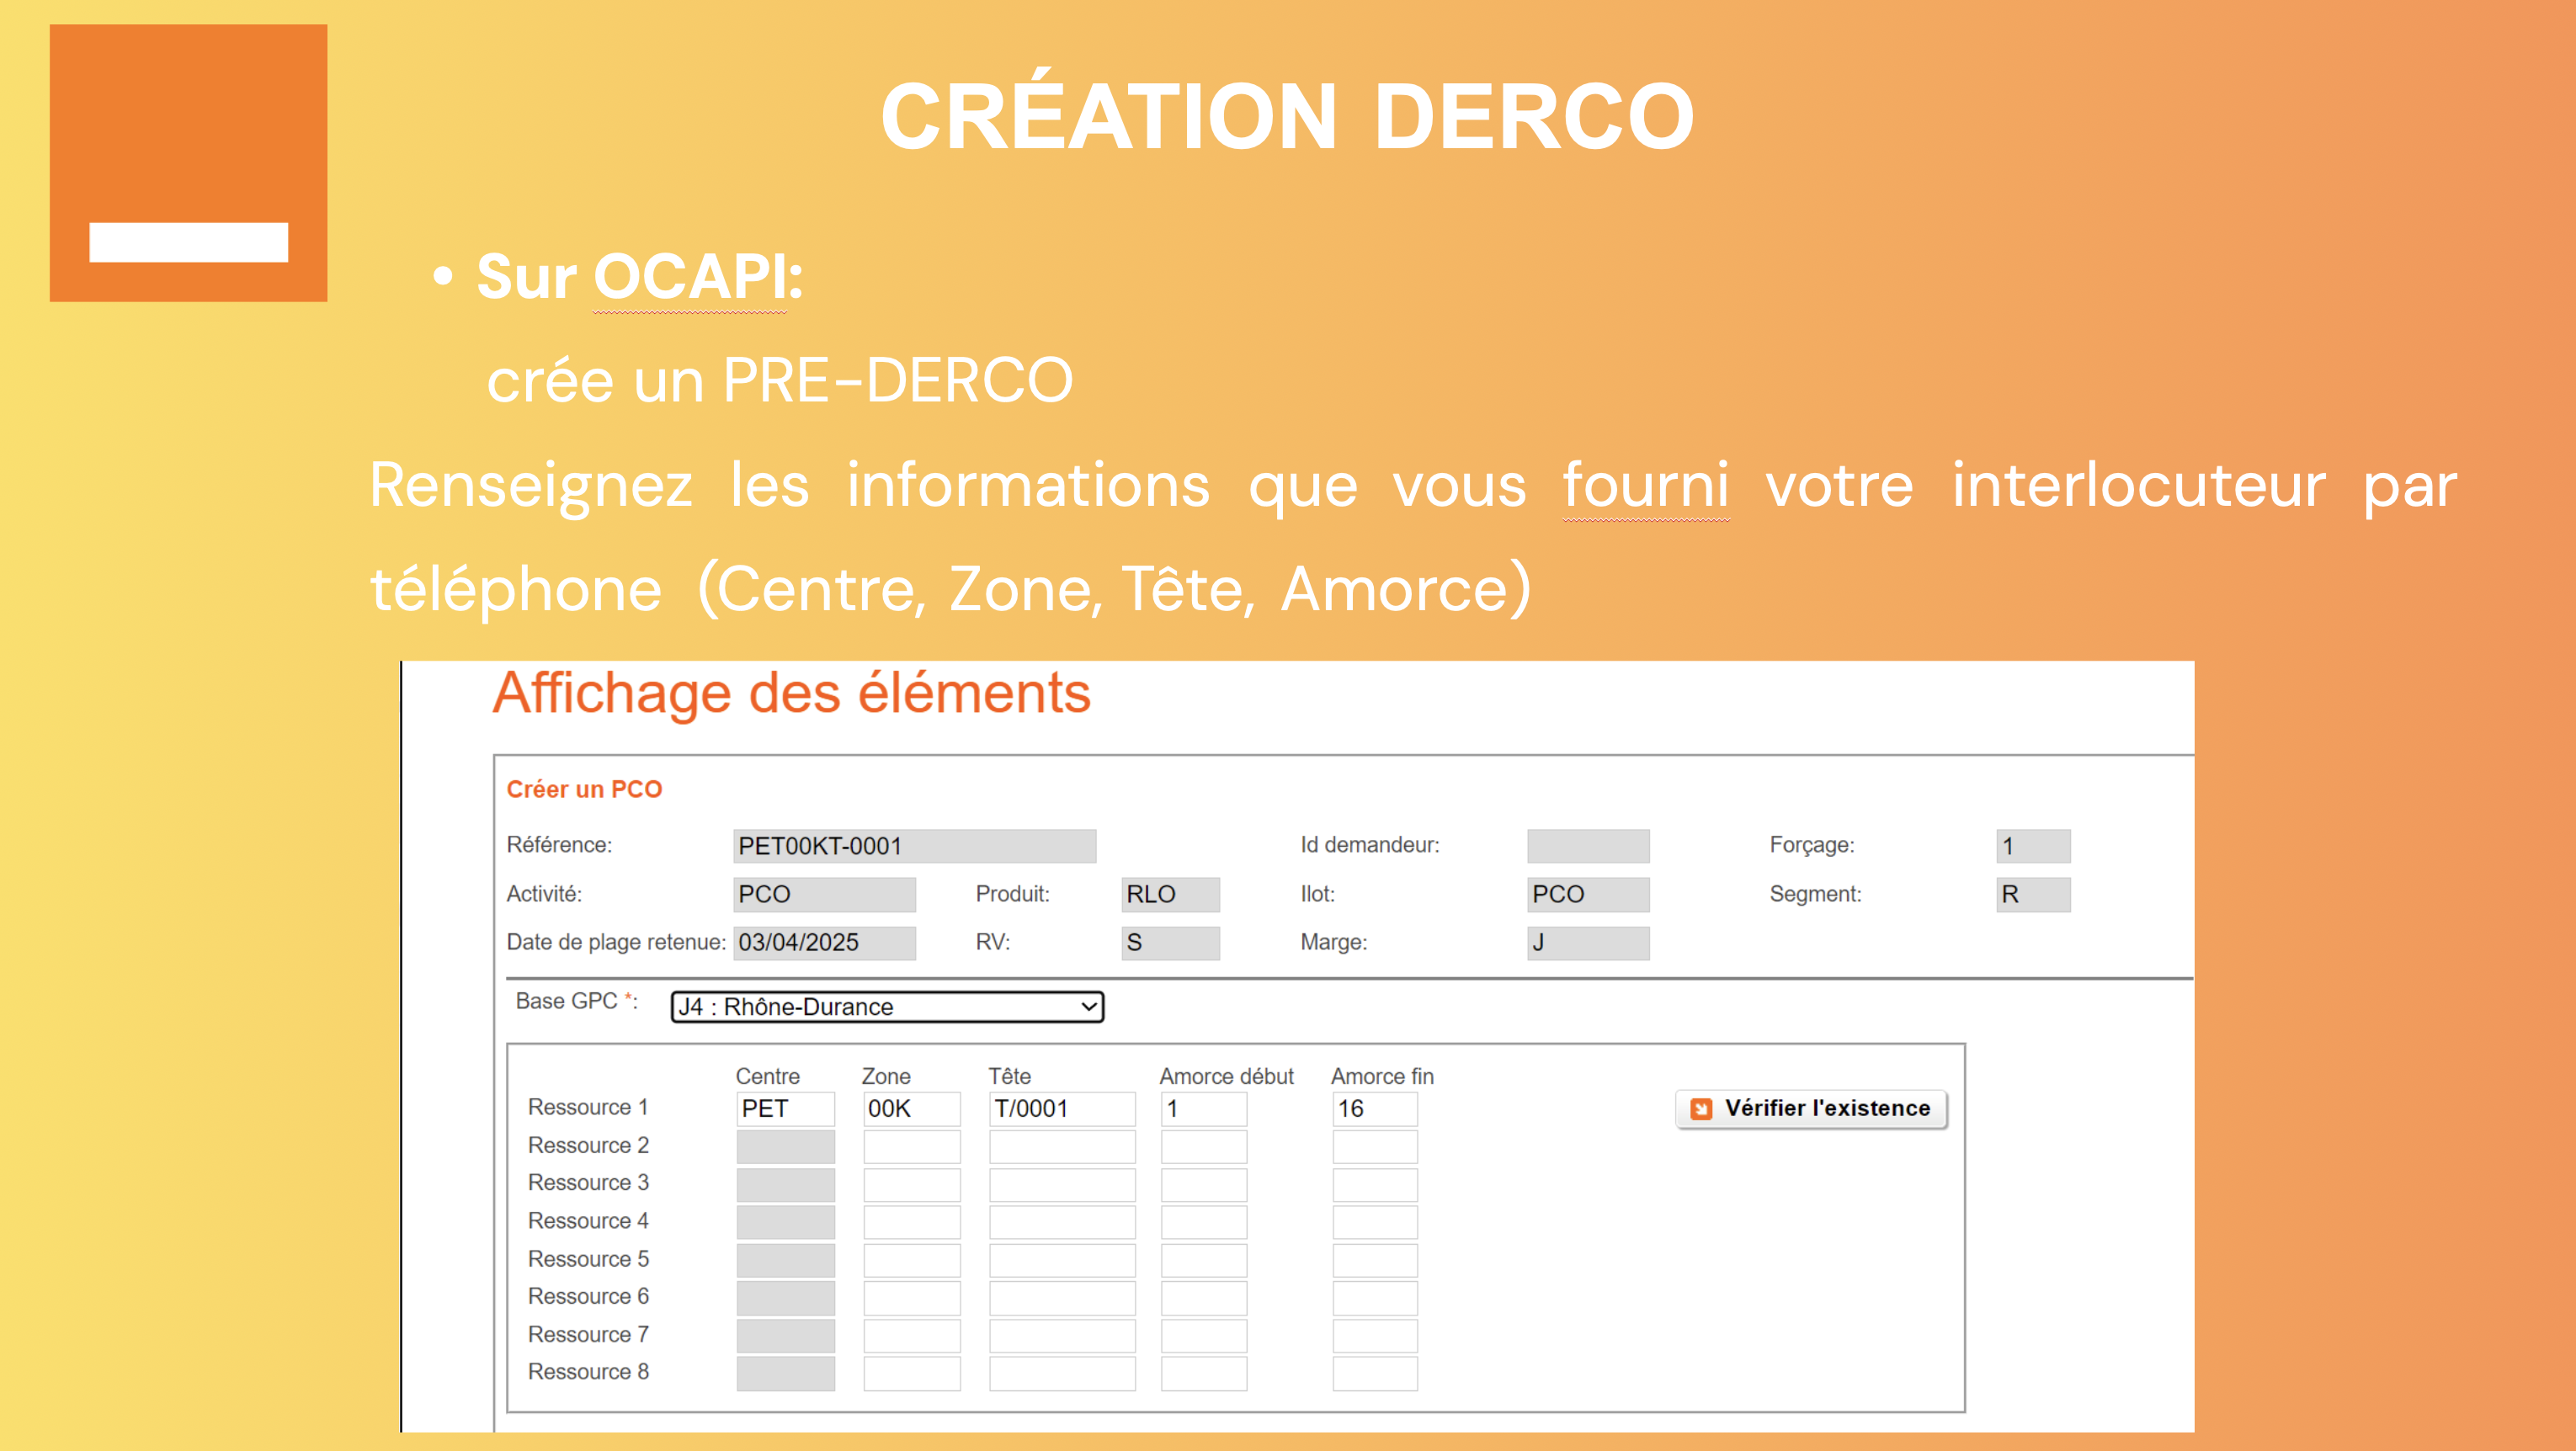 CRÉATION DERCO
• Sur OCAPI:
crée un PRE-DERCO
Renseignez les informations que vous fourni votre interlocuteur par
téléphone (Centre, Zone, Tête, Amorce)
Affichage des éléments
Créer un PCO
Référence: PET00KT-0001 Id demandeur: Forçage: 1
Activité: PCO Produit: RLO Ilot: PCO Segment: R
Date de plage retenue: 03/04/2025 RV: S Marge: J
Base GPC *: J4 : Rhône-Durance
Centre Zone Tête Amorce début Amorce fin
Ressource 1 PET 00K T/0001 1 16 Vérifier l'existence
Ressource 2
Ressource 3
Ressource 4
Ressource 5
Ressource 6
Ressource 7
Ressource 8